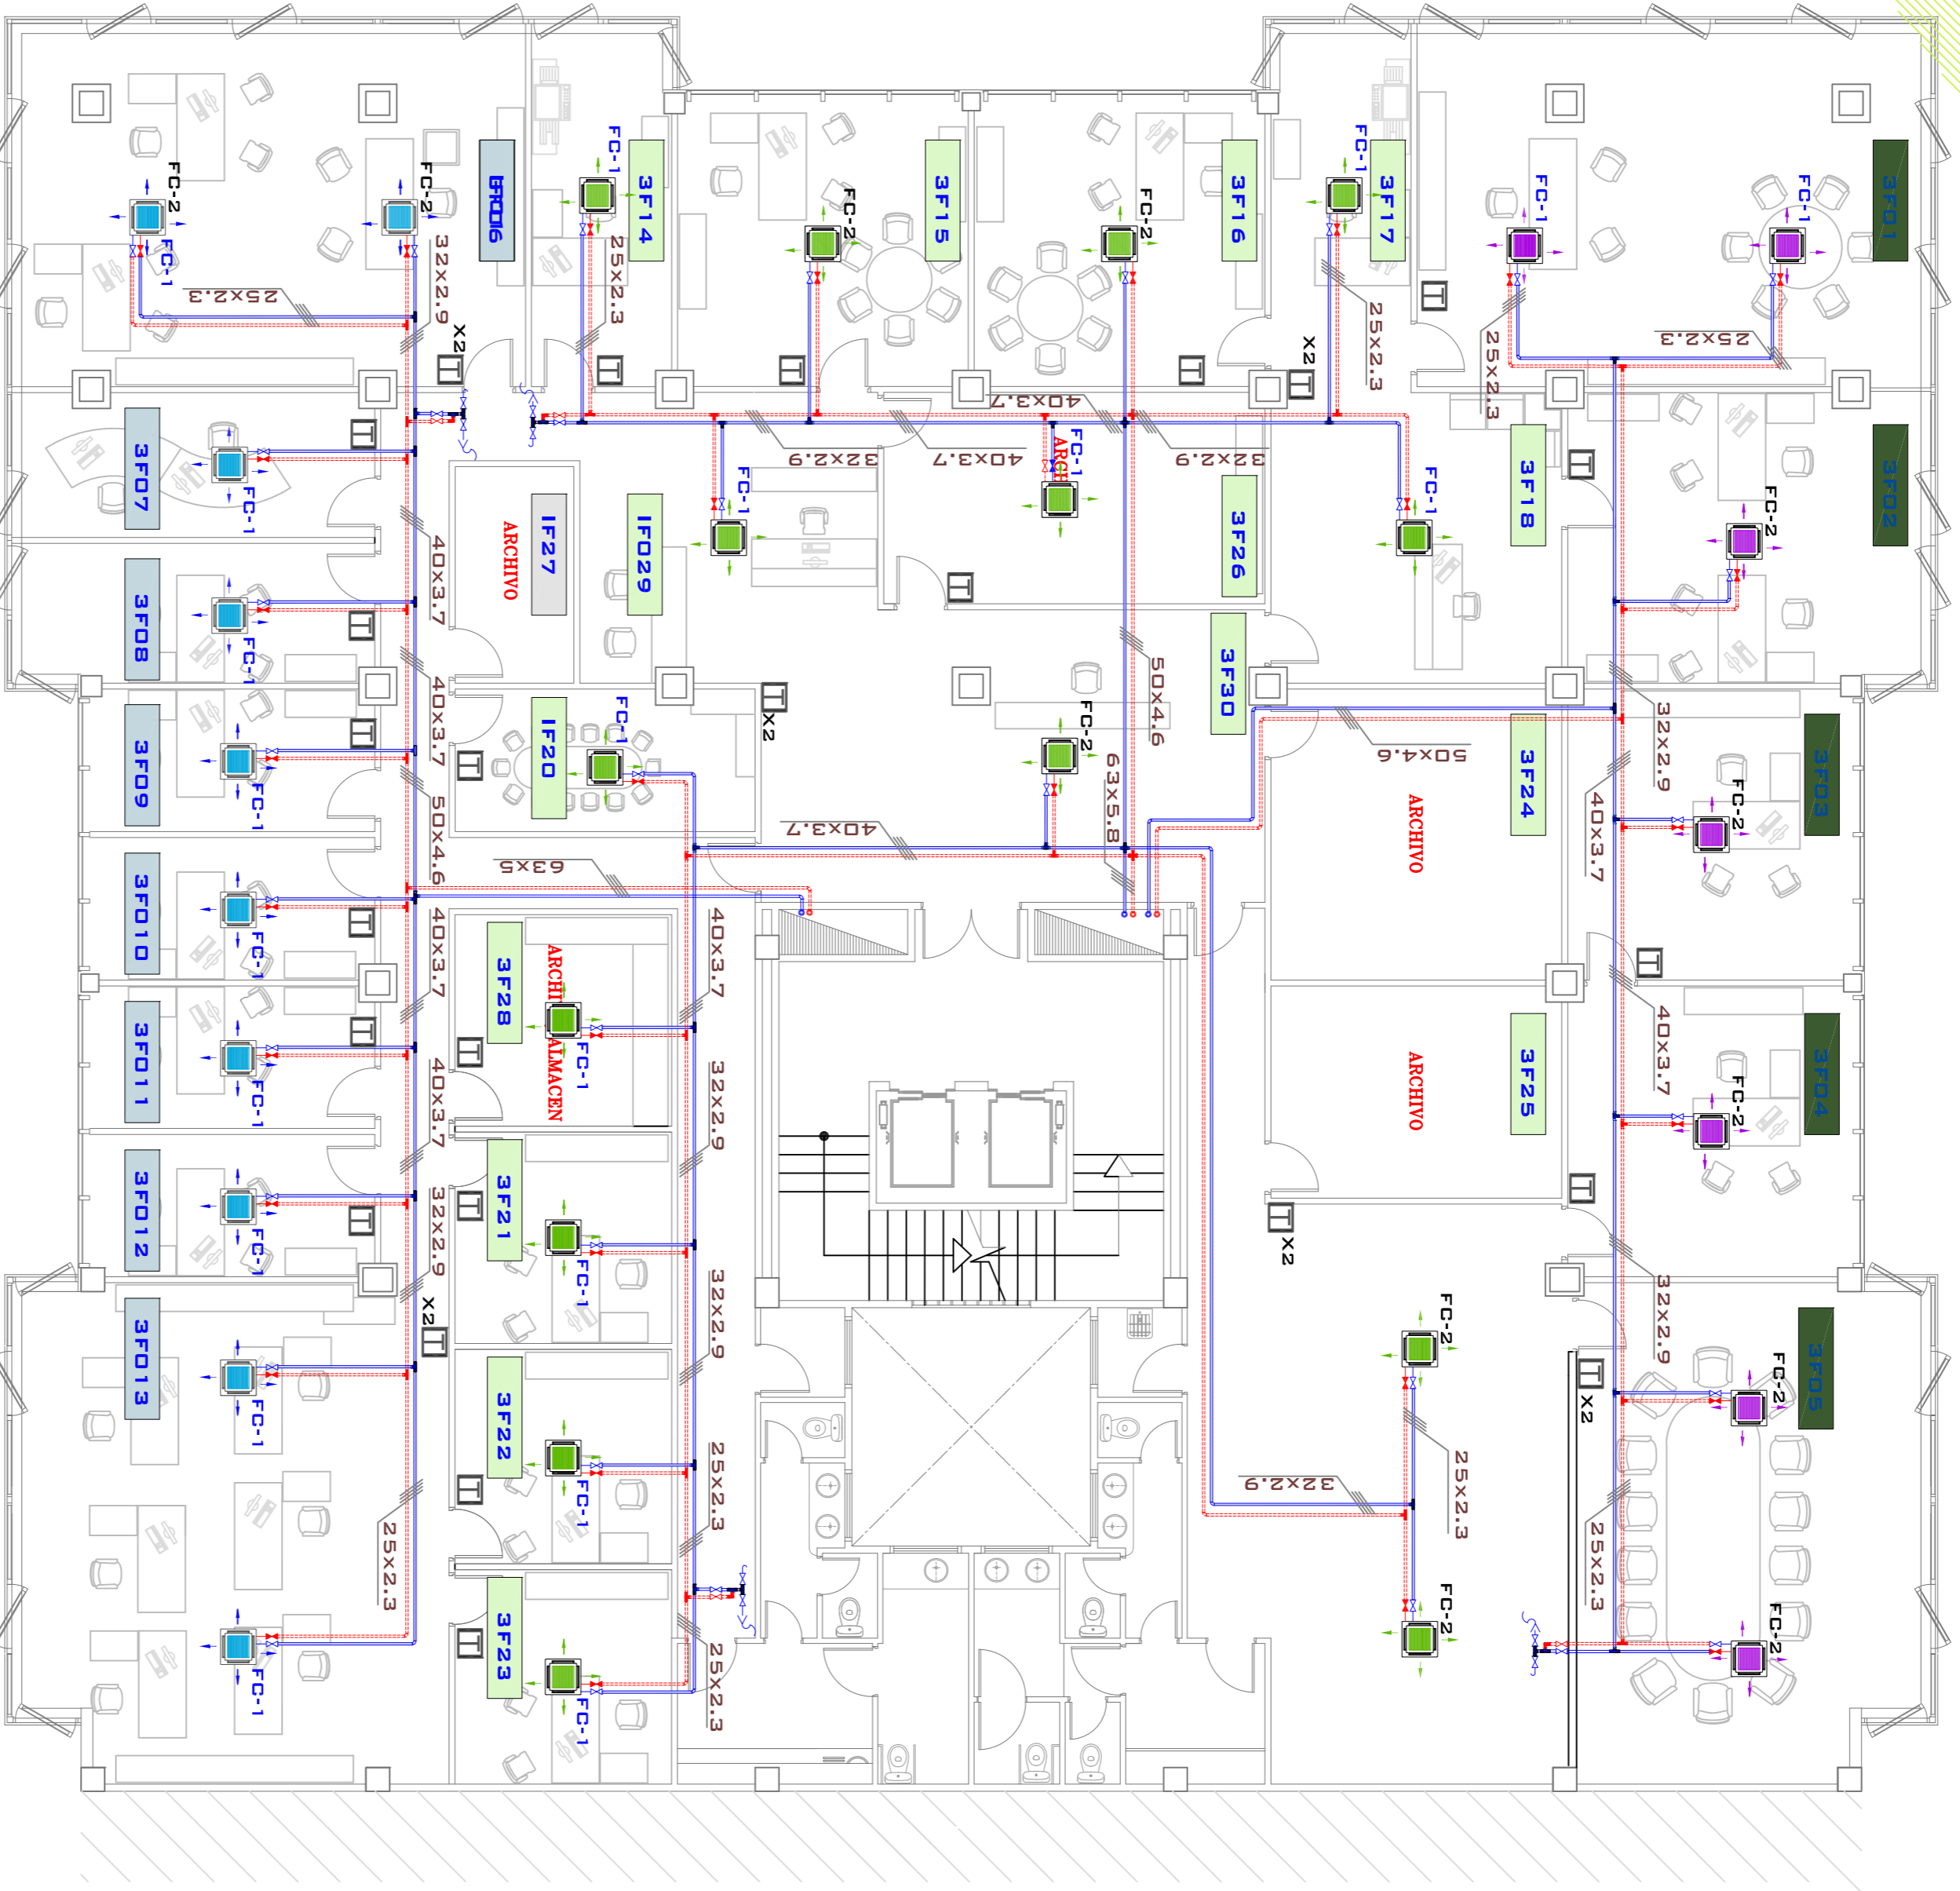 FC-2
FC-1
FC-2
32x2.9
25x2.3
X2
FC-1
3F14
25x2.3
FC-2
3F15
FC-2
3F16
FC-1
3F17
25x2.3
X2
FC-1
25x2.3
FC-1
25x2.3
3F01
3F07
FC-1
40x3.7
3F08
FC-1
40x3.7
3F09
FC-1
50x4.6
3F010
FC-1
40x3.7
3F011
FC-1
40x3.7
3F012
FC-1
32x2.9
3F013
X2
FC-1
25x2.3
FC-1
ARCHIVO
1F27
1F029
FC-1
32x2.9
40x3.7
40x3.7
32x2.9
FC-1
ARCHI
3F26
FC-1
3F18
FC-2
3F02
3F30
50x4.6
63x5.8
50x4.6
FC-2
X2
1F20
FC-1
40x3.7
63x5
3F24
ARCHIVO
32x2.9
40x3.7
3F03
FC-2
3F28
ARCHI
ALMACEN
FC-1
40x3.7
32x2.9
3F21
FC-1
32x2.9
3F22
FC-1
25x2.3
3F23
FC-1
25x2.3
3F25
ARCHIVO
40x3.7
3F04
FC-2
X2
32x2.9
FC-2
25x2.3
32x2.9
FC-2
X2
3F05
FC-2
25x2.3
FC-2